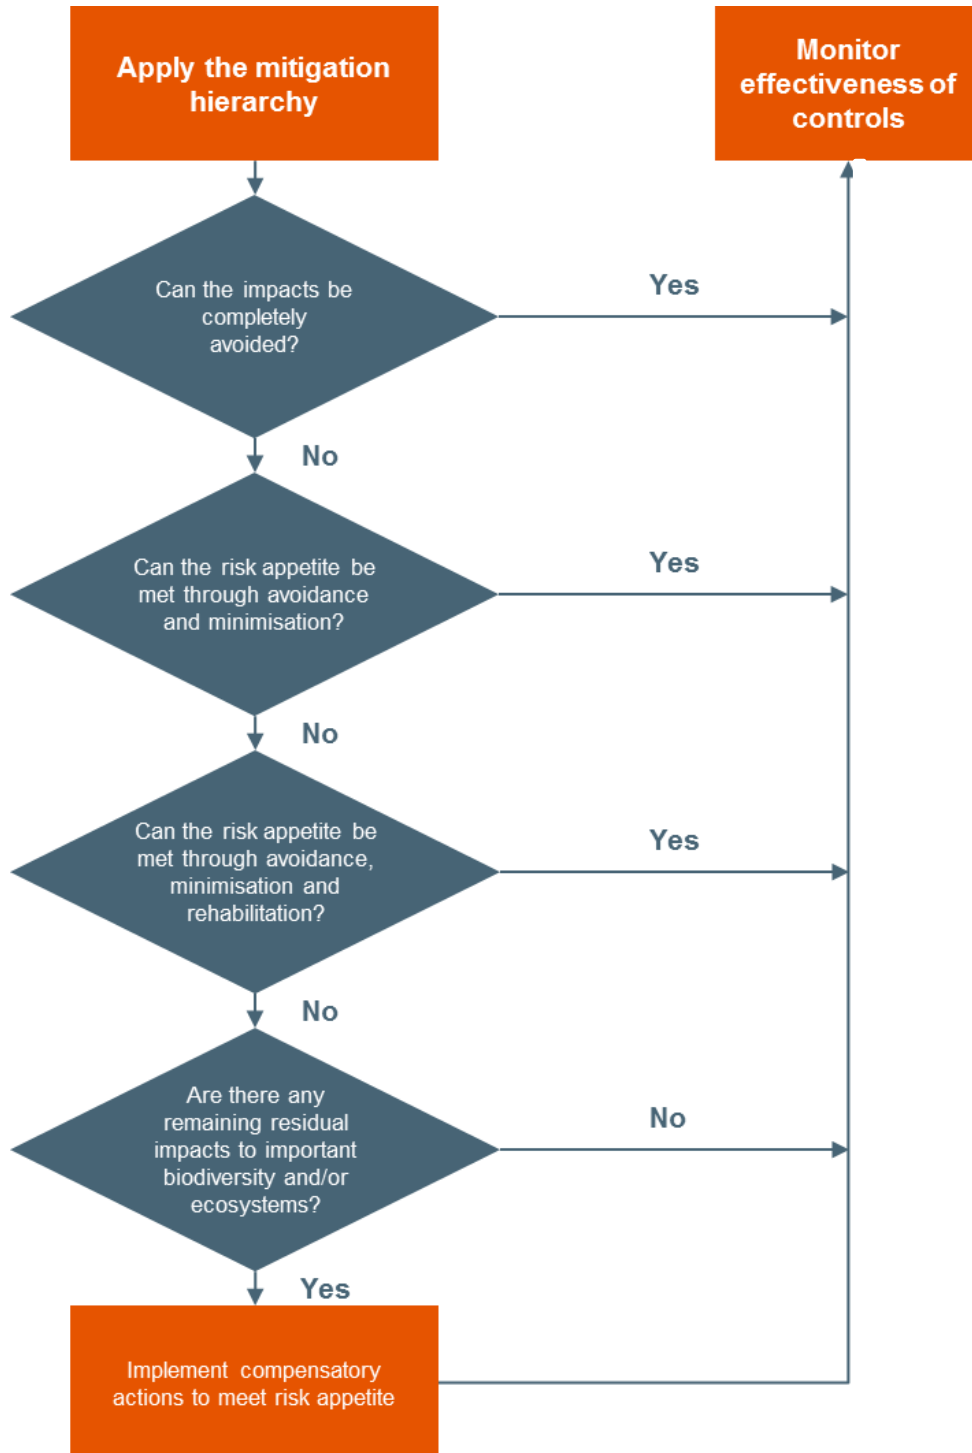 Apply the mitigation
hierarchy
Monitor
effectiveness of
controls
Can the impacts be
completely
avoided?
Yes
No
Can the risk appetite be
met through avoidance
and minimisation?
Yes
No
Can the risk appetite be
met through avoidance,
minimisation and
rehabilitation?
Yes
No
Are there any
remaining residual
impacts to important
biodiversity and/or
ecosystems?
No
Yes
Implement compensatory
actions to meet risk appetite